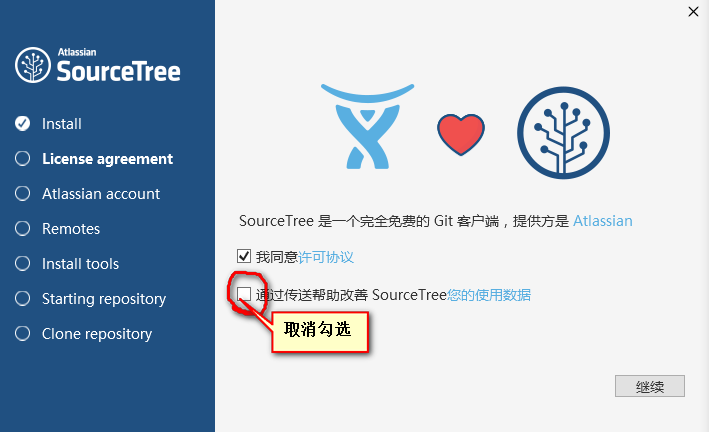 Atlassian
SourceTree
Install
License agreement
Atlassian account
Remotes
Install tools
Starting repository
Clone repository
SourceTree 是一个完全免费的 Git 客户端，提供方是 Atlassian
我同意许可协议
通过传送帮助改善 SourceTree您的使用数据
取消勾选
继续